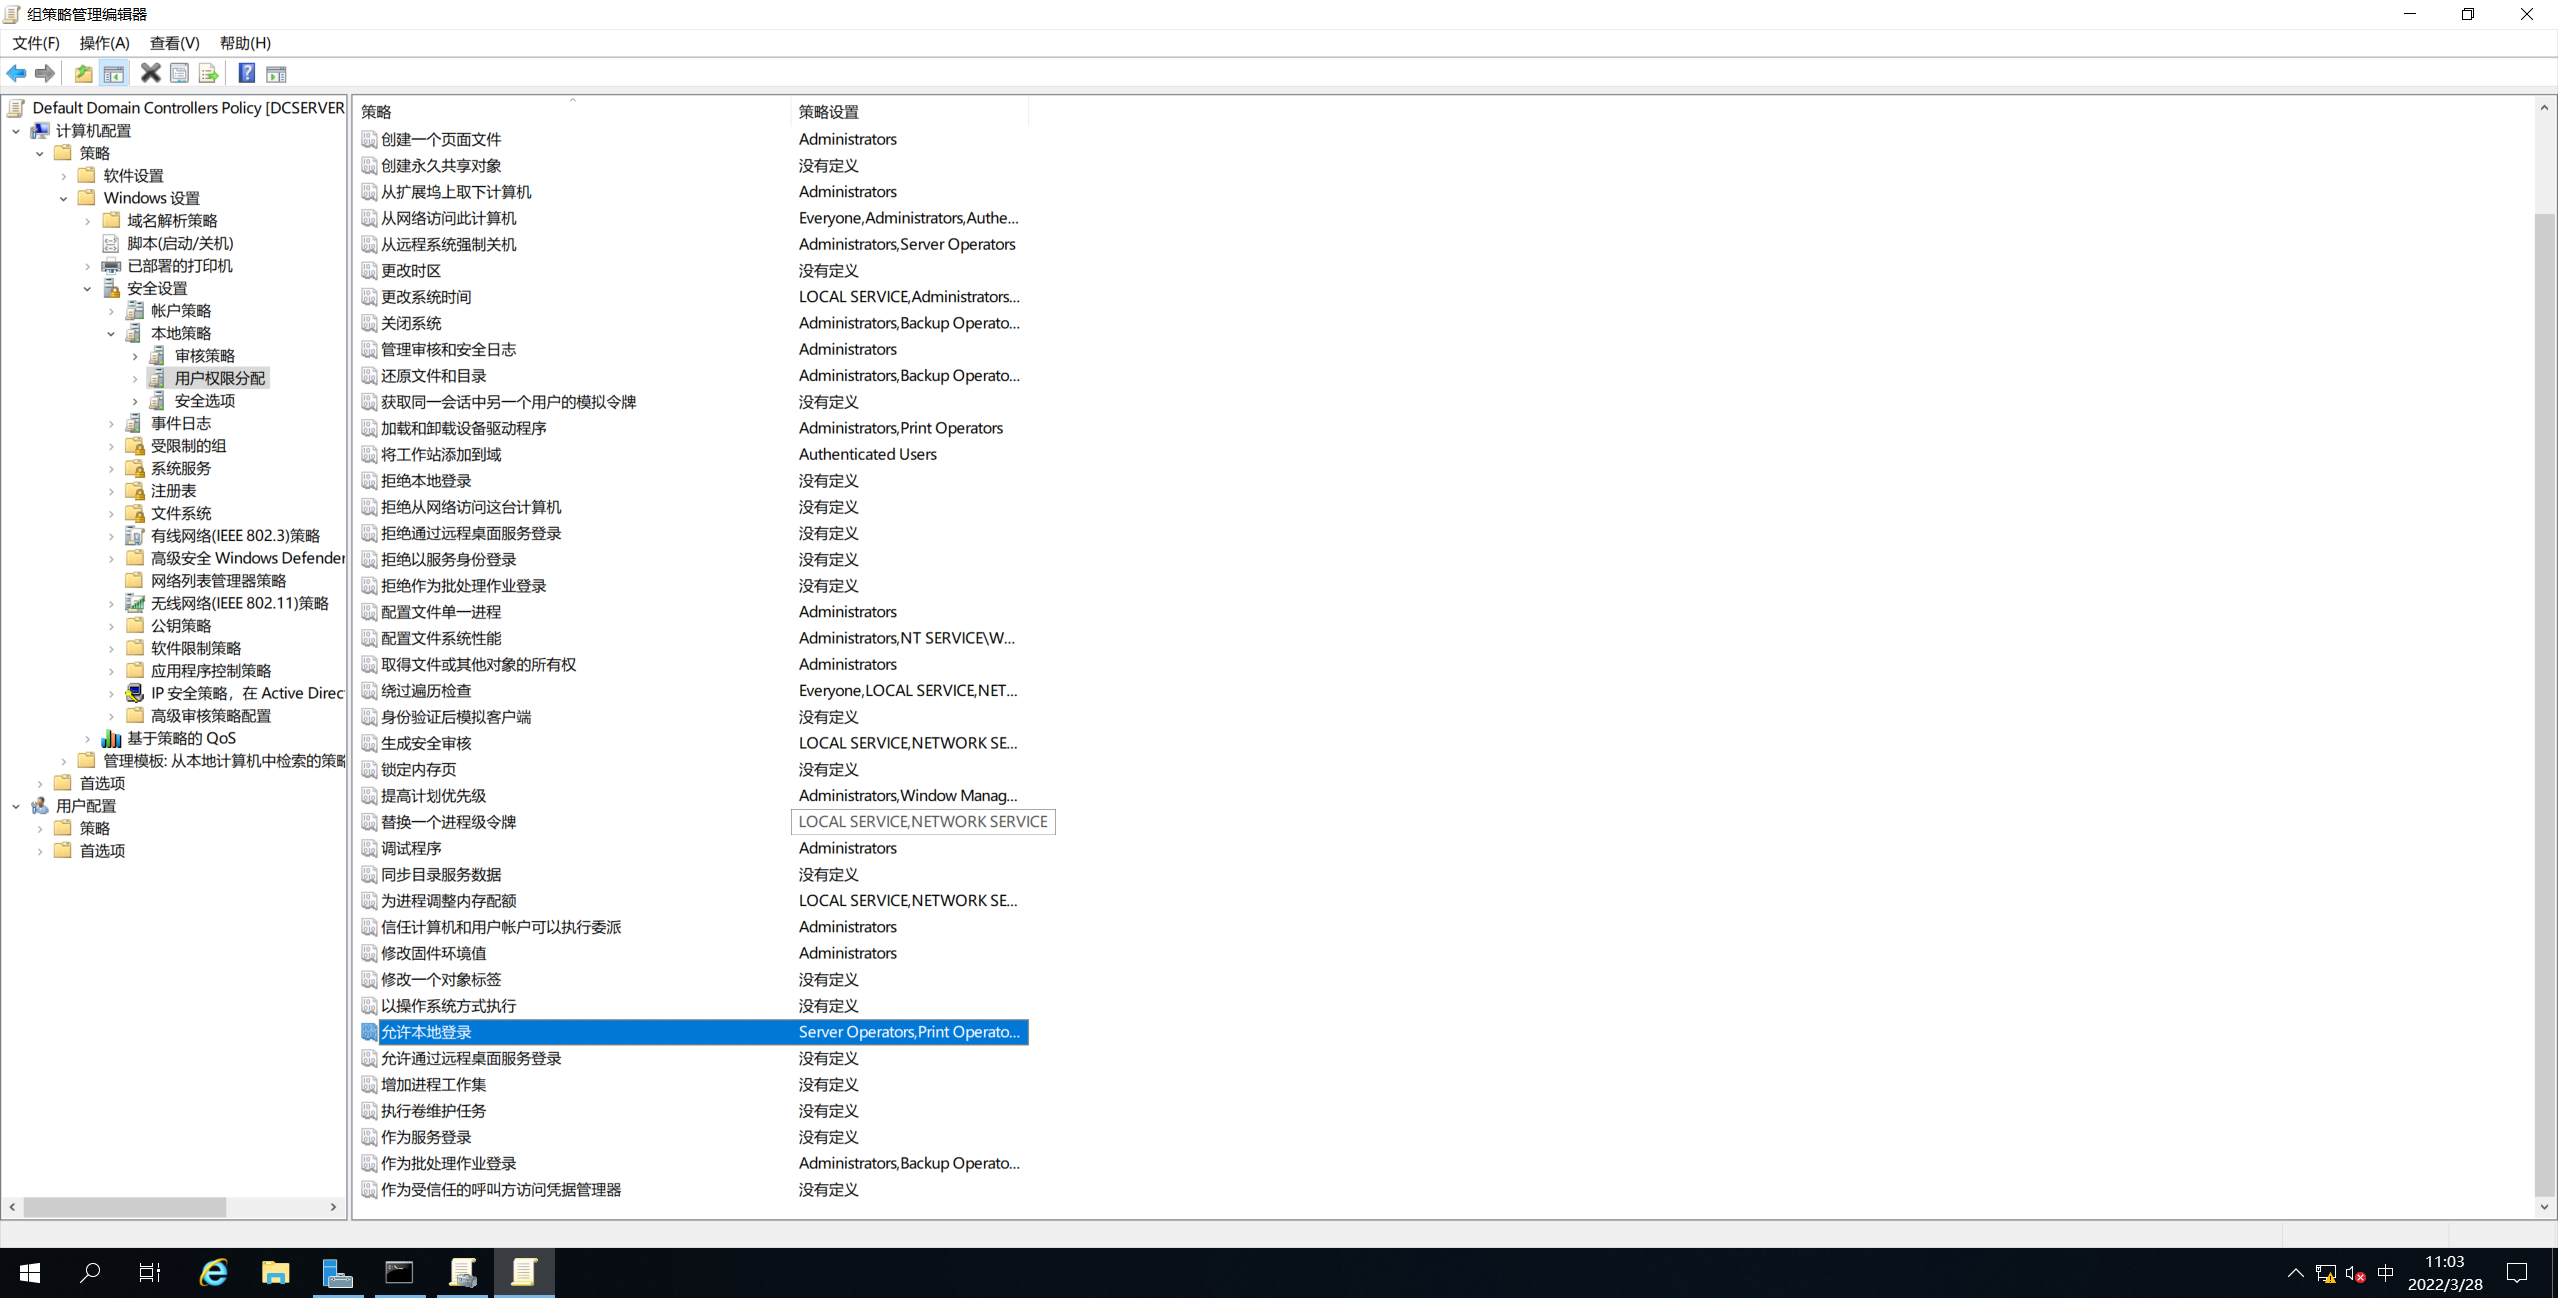 组策略管理编辑器
文件(F) 操作(A) 查看(V) 帮助(H)
Default Domain Controllers Policy [DCSERVER
计算机配置
策略
软件设置
Windows 设置
域名解析策略
脚本(启动/关机)
已部署的打印机
安全设置
帐户策略
本地策略
审核策略
用户权限分配
安全选项
事件日志
受限制的组
系统服务
注册表
文件系统
有线网络(IEEE 802.3)策略
高级安全 Windows Defender
网络列表管理器策略
无线网络(IEEE 802.11)策略
公钥策略
软件限制策略
应用程序控制策略
IP 安全策略，在 Active Direc
高级审核策略配置
基于策略的 QoS
管理模板: 从本地计算机中检索的策略
首选项
用户配置
策略
首选项
策略 策略设置
创建一个页面文件 Administrators
创建永久共享对象 没有定义
从扩展坞上取下计算机 Administrators
从网络访问此计算机 Everyone,Administrators,Authe...
从远程系统强制关机 Administrators,Server Operators
更改时区 没有定义
更改系统时间 LOCAL SERVICE,Administrators...
关闭系统 Administrators,Backup Operato...
管理审核和安全日志 Administrators
还原文件和目录 Administrators,Backup Operato...
获取同一会话中另一个用户的模拟令牌 没有定义
加载和卸载设备驱动程序 Administrators,Print Operators
将工作站添加到域 Authenticated Users
拒绝本地登录 没有定义
拒绝从网络访问这台计算机 没有定义
拒绝通过远程桌面服务登录 没有定义
拒绝以服务身份登录 没有定义
拒绝作为批处理作业登录 没有定义
配置文件单一进程 Administrators
配置文件系统性能 Administrators,NT SERVICE\W...
取得文件或其他对象的所有权 Administrators
绕过遍历检查 Everyone,LOCAL SERVICE,NET...
身份验证后模拟客户端 没有定义
生成安全审核 LOCAL SERVICE,NETWORK SE...
锁定内存页 没有定义
提高计划优先级 Administrators,Window Manag...
替换一个进程级令牌 LOCAL SERVICE,NETWORK SERVICE
调试程序 Administrators
同步目录服务数据 没有定义
为进程调整内存配额 LOCAL SERVICE,NETWORK SE...
信任计算机和用户帐户可以执行委派 Administrators
修改固件环境值 Administrators
修改一个对象标签 没有定义
以操作系统方式执行 没有定义
允许本地登录 Server Operators,Print Operato...
允许通过远程桌面服务登录 没有定义
增加进程工作集 没有定义
执行卷维护任务 没有定义
作为服务登录 没有定义
作为批处理作业登录 Administrators,Backup Operato...
作为受信任的呼叫方访问凭据管理器 没有定义
中
11:03
2022/3/28